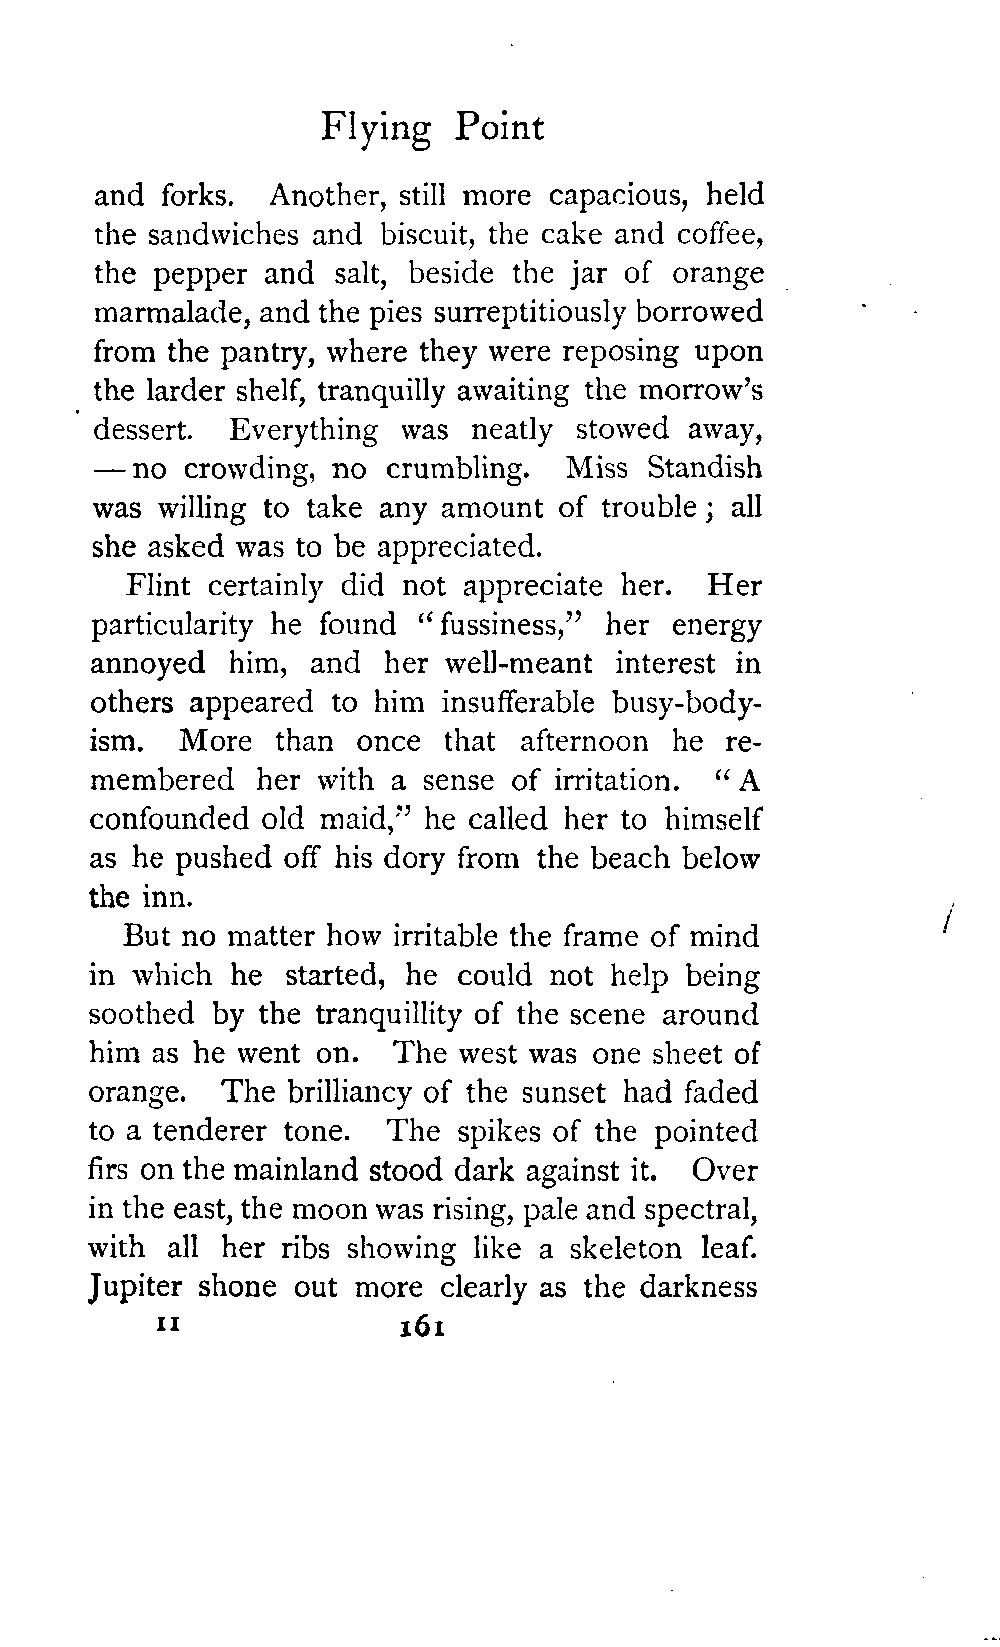 Flying Point
and forks. Another, still more capacious, held
the sandwiches and biscuit, the cake and coffee,
the pepper and salt, beside the jar of orange
marmalade, and the pies surreptitiously borrowed
from the pantry, where they were reposing upon
the larder shelf, tranquilly awaiting the morrow's
dessert. Everything was neatly stowed away,
— no crowding, no crumbling. Miss Standish
was willing to take any amount of trouble ; all
she asked was to be appreciated.
Flint certainly did not appreciate her. Her
particularity he found “fussiness,” her energy
annoyed him, and her well-meant interest in
others appeared to him insufferable busy-body-
ism. More than once that afternoon he re-
membered her with a sense of irritation. “A
confounded old maid,” he called her to himself
as he pushed off his dory from the beach below
the inn.
But no matter how irritable the frame of mind
in which he started, he could not help being
soothed by the tranquillity of the scene around
him as he went on. The west was one sheet of
orange. The brilliancy of the sunset had faded
to a tenderer tone. The spikes of the pointed
firs on the mainland stood dark against it. Over
in the east, the moon was rising, pale and spectral,
with all her ribs showing like a skeleton leaf.
Jupiter shone out more clearly as the darkness
11 161